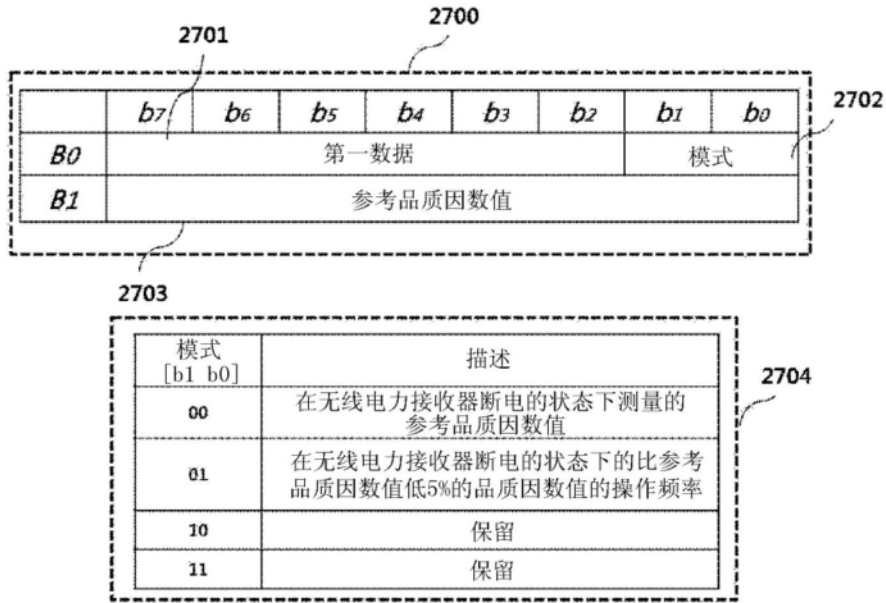 2700
2701
b7 b6 b5 b4 b3 b2 b1 b0
2702
B0 第一数据 模式
B1 参考品质因数值
2703
模式
[b1 b0]
描述
2704
00
在无线电力接收器断电的状态下测量的
参考品质因数值
01
在无线电力接收器断电的状态下的比参考
品质因数值低5%的品质因数值的操作频率
10 保留
11 保留